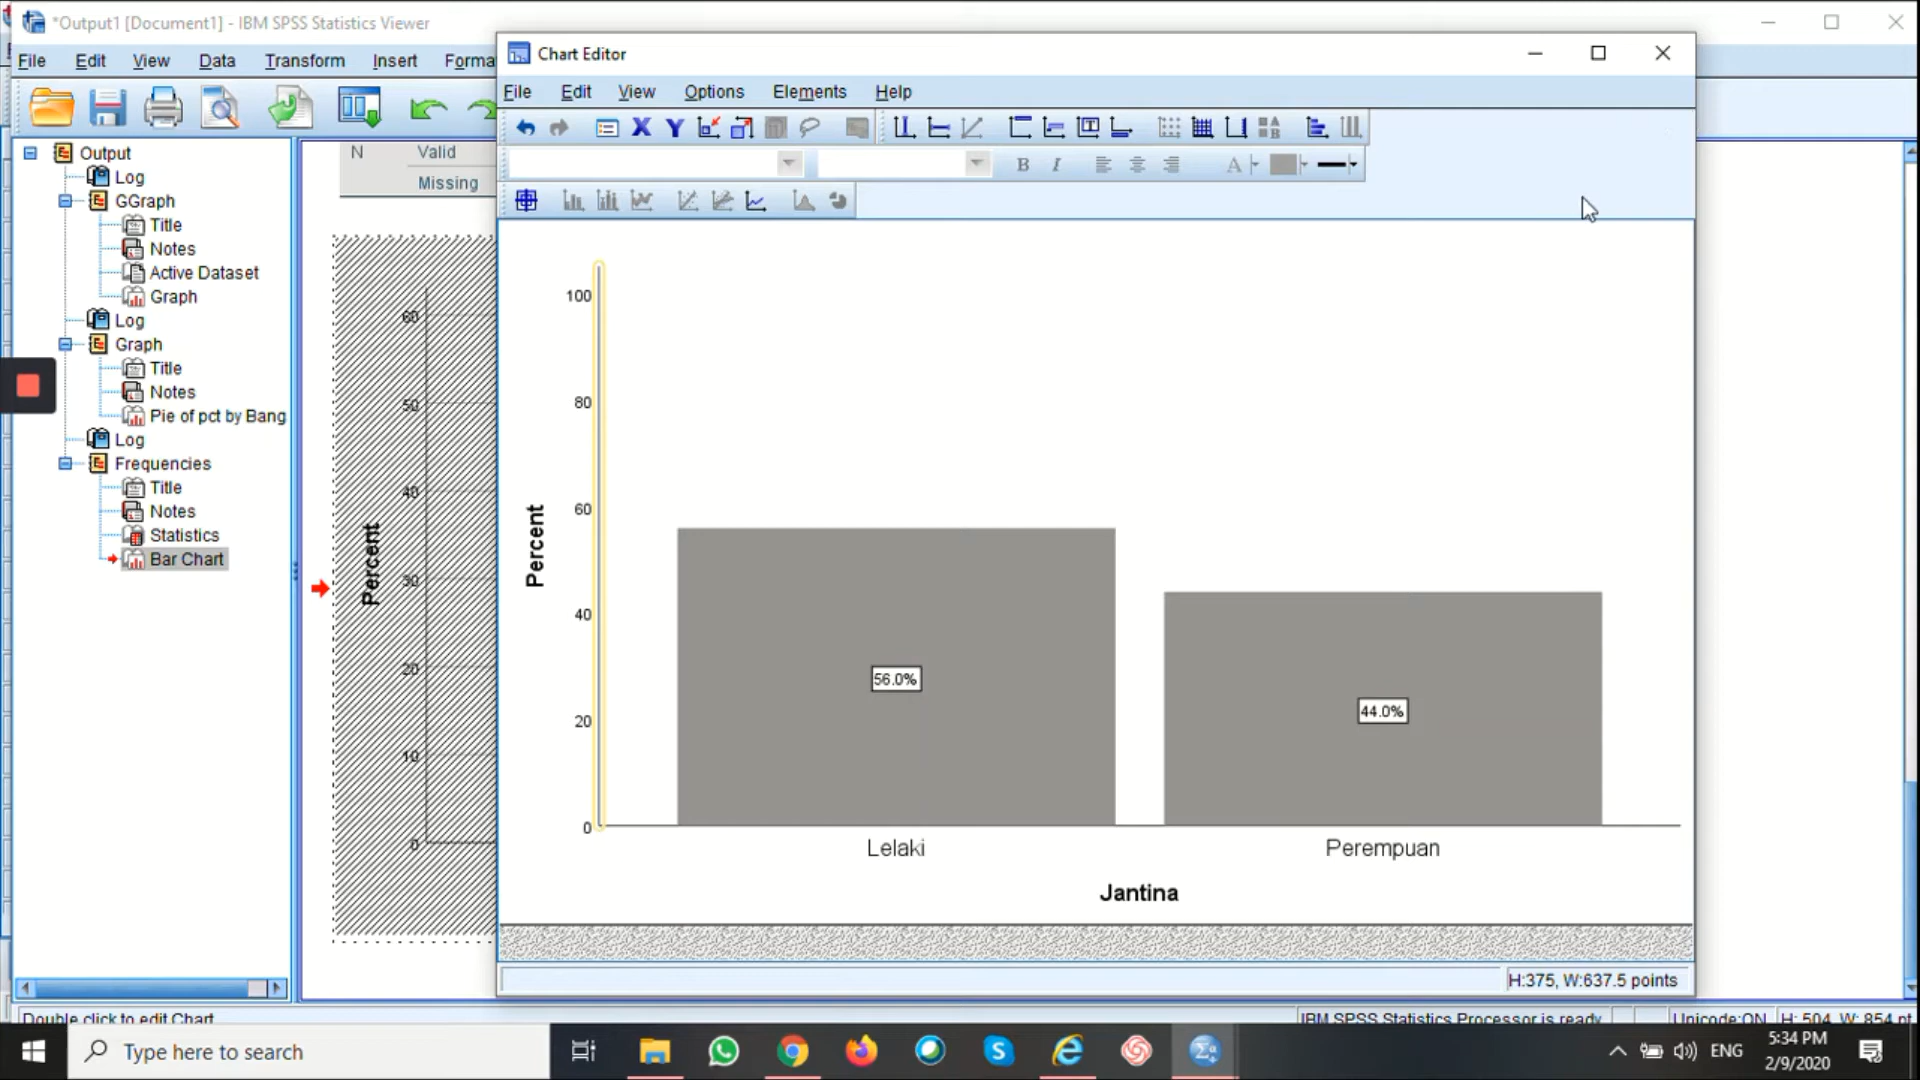 *Output1 [Document1] - IBM SPSS Statistics Viewer
File Edit View Data Transform Insert Forma
Output
Log
GGraph
Title
Notes
Active Dataset
Graph
Log
Graph
Title
Notes
Pie of pct by Bang
Log
Frequencies
Title
Notes
Statistics
Bar Chart
N Valid
Missing
Percent
60
50
40
30
20
10
0
Chart Editor
File Edit View Options Elements Help
X Y
B I A
Percent
100
80
60
40
20
0
56.0%
44.0%
Lelaki Perempuan
Jantina
H:375, W:637.5 points
Double click to edit Chart IBM SPSS Statistics Processor is ready Unicode:ON H: 504, W: 854 pt
Type here to search
ENG
5:34 PM
2/9/2020